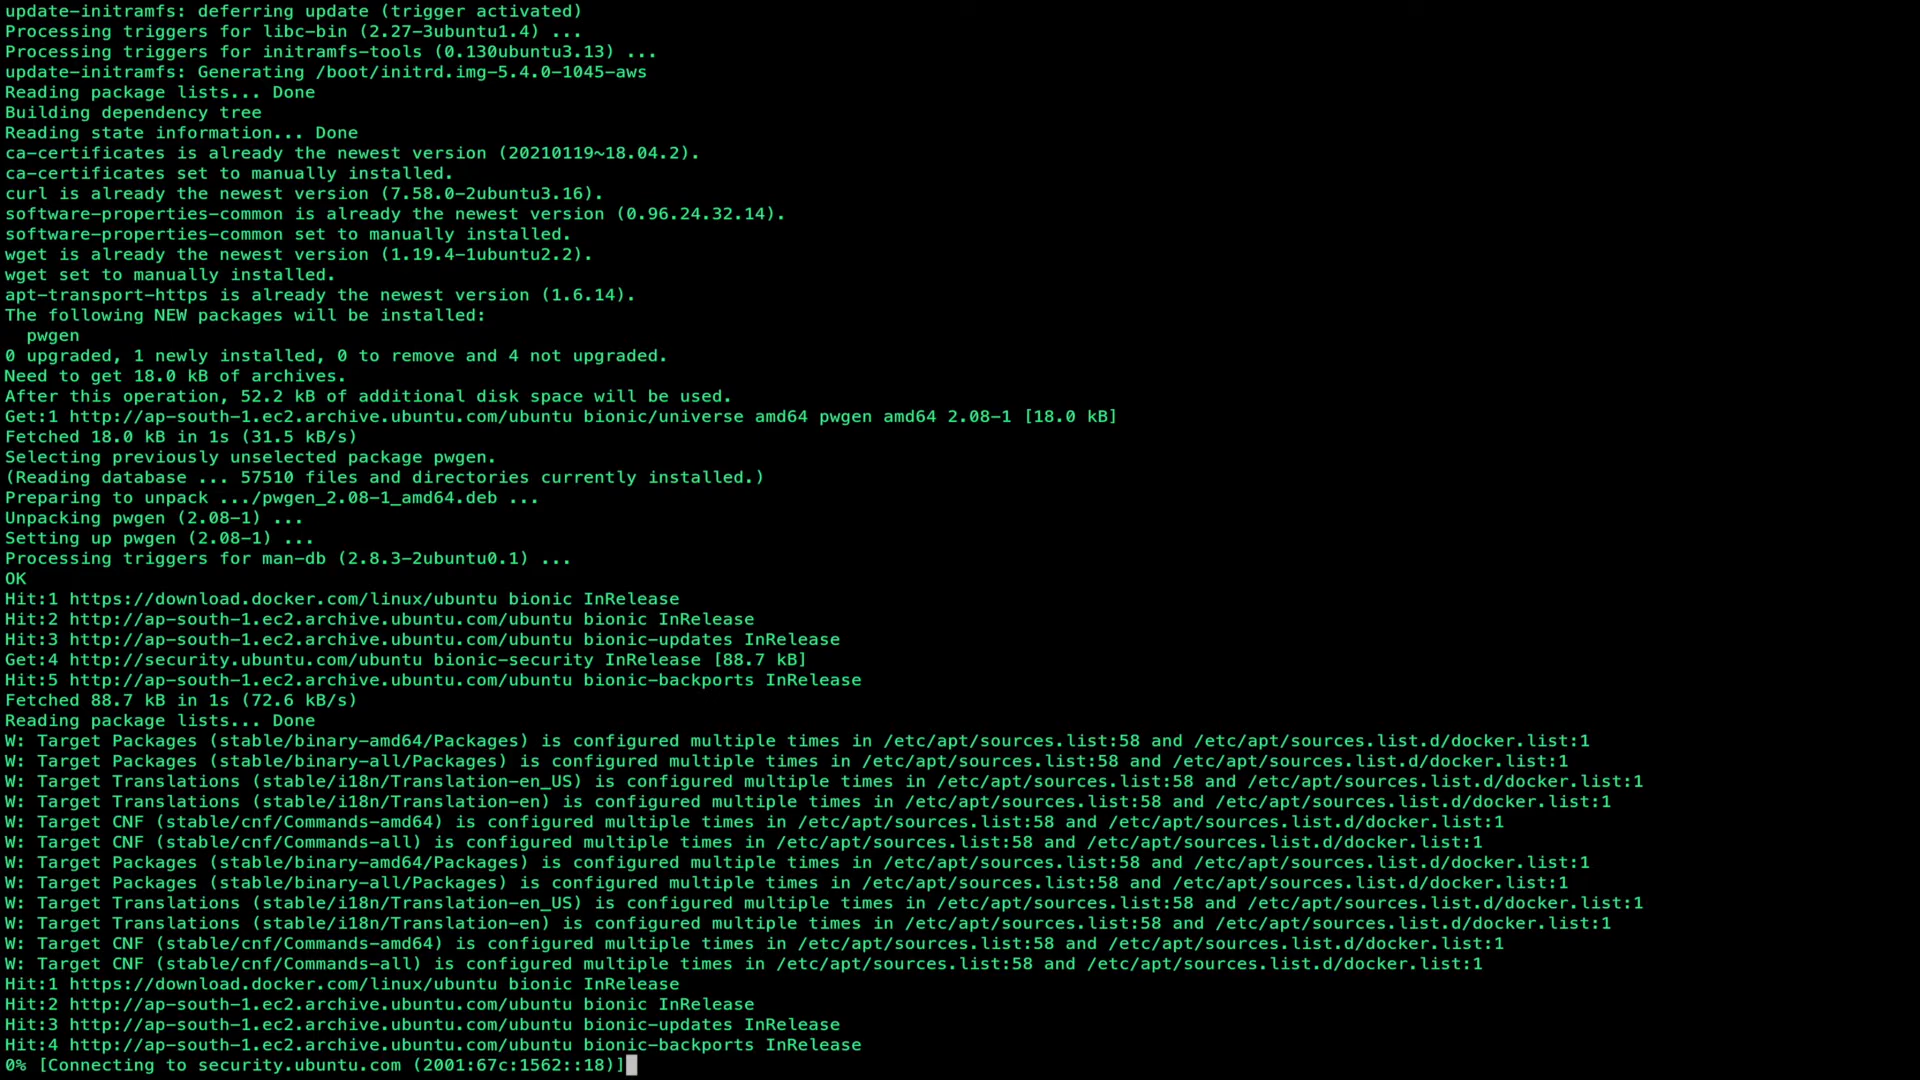 update-initramfs: deferring update (trigger activated)
Processing triggers for libc-bin (2.27-3ubuntu1.4) ...
Processing triggers for initramfs-tools (0.130ubuntu3.13) ...
update-initramfs: Generating /boot/initrd.img-5.4.0-1045-aws
Reading package lists... Done
Building dependency tree
Reading state information... Done
ca-certificates is already the newest version (20210119~18.04.2).
ca-certificates set to manually installed.
curl is already the newest version (7.58.0-2ubuntu3.16).
software-properties-common is already the newest version (0.96.24.32.14).
software-properties-common set to manually installed.
wget is already the newest version (1.19.4-1ubuntu2.2).
wget set to manually installed.
apt-transport-https is already the newest version (1.6.14).
The following NEW packages will be installed:
  pwgen
0 upgraded, 1 newly installed, 0 to remove and 4 not upgraded.
Need to get 18.0 kB of archives.
After this operation, 52.2 kB of additional disk space will be used.
Get:1 http://ap-south-1.ec2.archive.ubuntu.com/ubuntu bionic/universe amd64 pwgen amd64 2.08-1 [18.0 kB]
Fetched 18.0 kB in 1s (31.5 kB/s)
Selecting previously unselected package pwgen.
(Reading database ... 57510 files and directories currently installed.)
Preparing to unpack .../pwgen_2.08-1_amd64.deb ...
Unpacking pwgen (2.08-1) ...
Setting up pwgen (2.08-1) ...
Processing triggers for man-db (2.8.3-2ubuntu0.1) ...
OK
Hit:1 https://download.docker.com/linux/ubuntu bionic InRelease
Hit:2 http://ap-south-1.ec2.archive.ubuntu.com/ubuntu bionic InRelease
Hit:3 http://ap-south-1.ec2.archive.ubuntu.com/ubuntu bionic-updates InRelease
Get:4 http://security.ubuntu.com/ubuntu bionic-security InRelease [88.7 kB]
Hit:5 http://ap-south-1.ec2.archive.ubuntu.com/ubuntu bionic-backports InRelease
Fetched 88.7 kB in 1s (72.6 kB/s)
Reading package lists... Done
W: Target Packages (stable/binary-amd64/Packages) is configured multiple times in /etc/apt/sources.list:58 and /etc/apt/sources.list.d/docker.list:1
W: Target Packages (stable/binary-all/Packages) is configured multiple times in /etc/apt/sources.list:58 and /etc/apt/sources.list.d/docker.list:1
W: Target Translations (stable/i18n/Translation-en_US) is configured multiple times in /etc/apt/sources.list:58 and /etc/apt/sources.list.d/docker.list:1
W: Target Translations (stable/i18n/Translation-en) is configured multiple times in /etc/apt/sources.list:58 and /etc/apt/sources.list.d/docker.list:1
W: Target CNF (stable/cnf/Commands-amd64) is configured multiple times in /etc/apt/sources.list:58 and /etc/apt/sources.list.d/docker.list:1
W: Target CNF (stable/cnf/Commands-all) is configured multiple times in /etc/apt/sources.list:58 and /etc/apt/sources.list.d/docker.list:1
W: Target Packages (stable/binary-amd64/Packages) is configured multiple times in /etc/apt/sources.list:58 and /etc/apt/sources.list.d/docker.list:1
W: Target Packages (stable/binary-all/Packages) is configured multiple times in /etc/apt/sources.list:58 and /etc/apt/sources.list.d/docker.list:1
W: Target Translations (stable/i18n/Translation-en_US) is configured multiple times in /etc/apt/sources.list:58 and /etc/apt/sources.list.d/docker.list:1
W: Target Translations (stable/i18n/Translation-en) is configured multiple times in /etc/apt/sources.list:58 and /etc/apt/sources.list.d/docker.list:1
W: Target CNF (stable/cnf/Commands-amd64) is configured multiple times in /etc/apt/sources.list:58 and /etc/apt/sources.list.d/docker.list:1
W: Target CNF (stable/cnf/Commands-all) is configured multiple times in /etc/apt/sources.list:58 and /etc/apt/sources.list.d/docker.list:1
Hit:1 https://download.docker.com/linux/ubuntu bionic InRelease
Hit:2 http://ap-south-1.ec2.archive.ubuntu.com/ubuntu bionic InRelease
Hit:3 http://ap-south-1.ec2.archive.ubuntu.com/ubuntu bionic-updates InRelease
Hit:4 http://ap-south-1.ec2.archive.ubuntu.com/ubuntu bionic-backports InRelease
0% [Connecting to security.ubuntu.com (2001:67c:1562::18)]